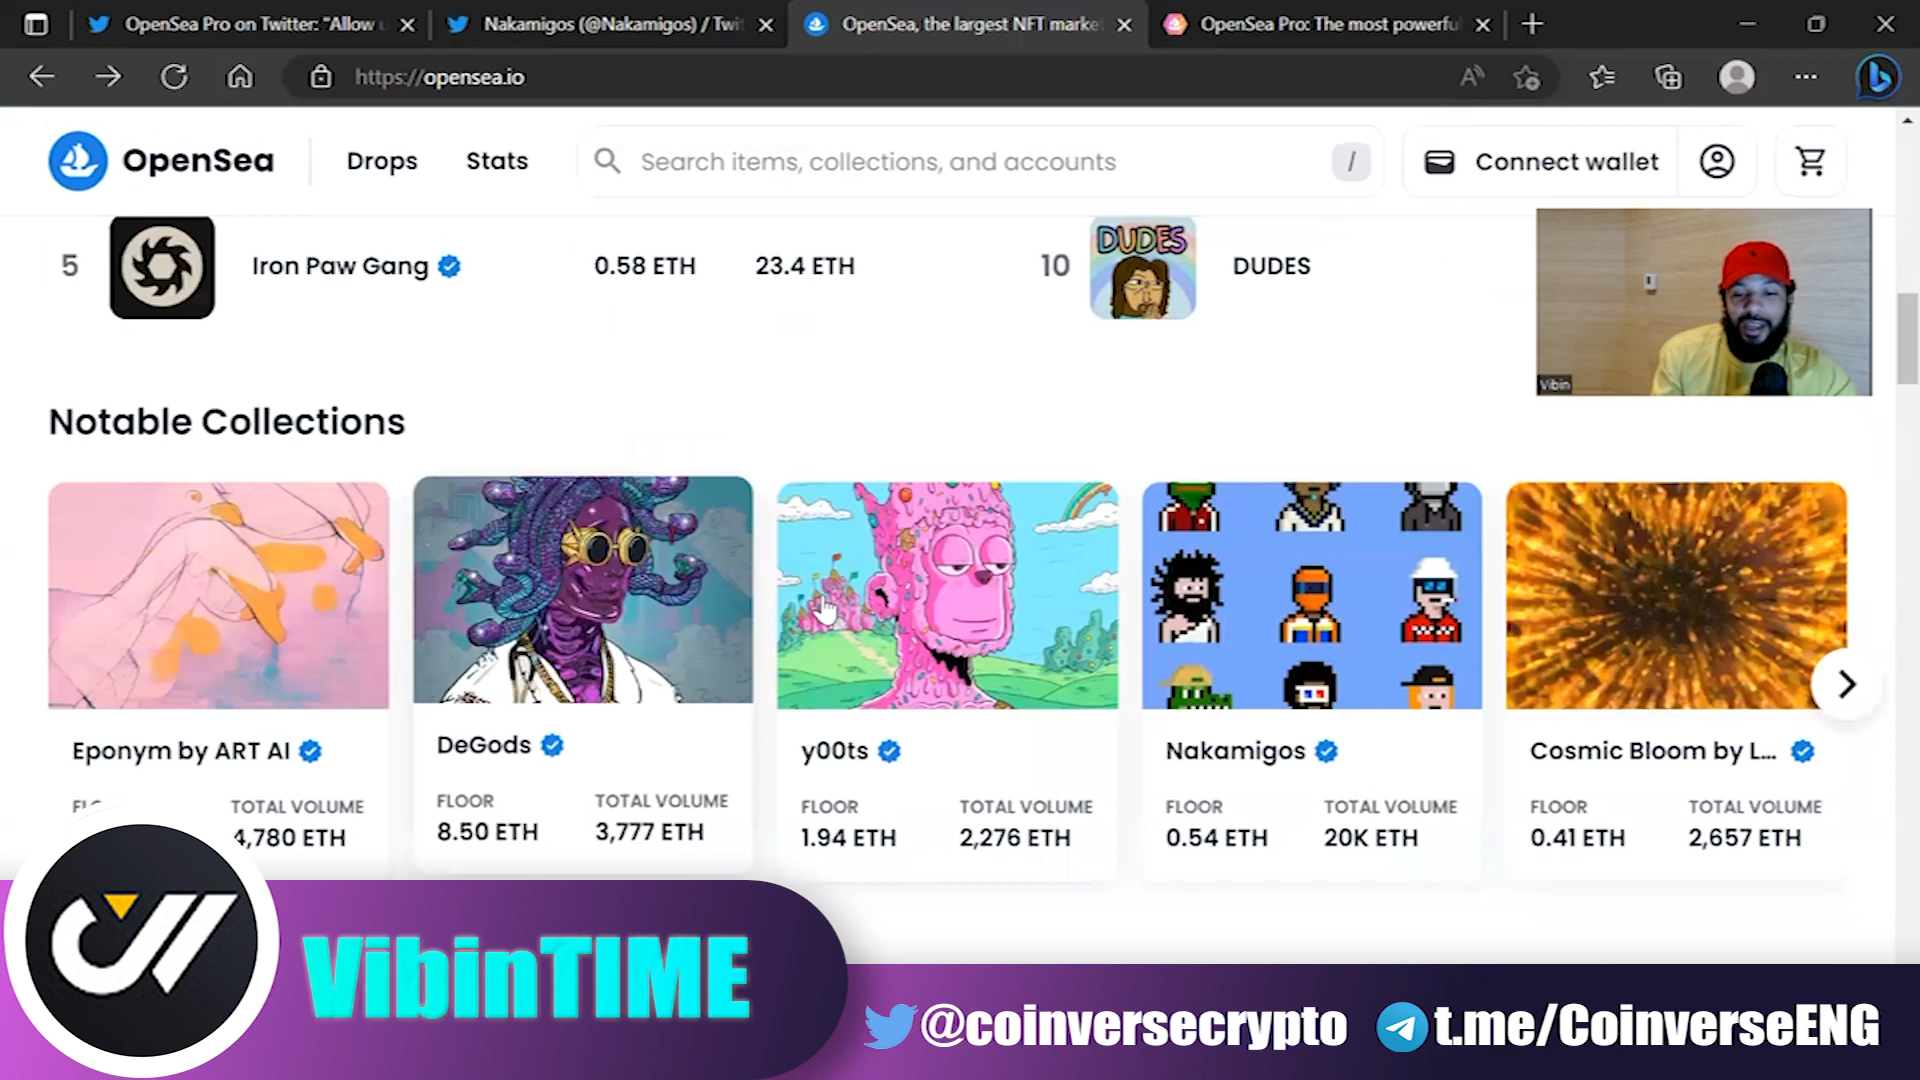 OpenSea Pro on Twitter: "Allow u
Nakamigos (@Nakamigos) / Twit
OpenSea, the largest NFT marke
OpenSea Pro: The most powerful
https://opensea.io
OpenSea
Drops
Stats
Search items, collections, and accounts
/
Connect wallet
5
Iron Paw Gang
0.58 ETH
23.4 ETH
10
DUDES
DUDES
Vibin
Notable Collections
Eponym by ART AI
DeGods
y00ts
Nakamigos
Cosmic Bloom by L...
TOTAL VOLUME
FLOOR
TOTAL VOLUME
FLOOR
TOTAL VOLUME
FLOOR
TOTAL VOLUME
FLOOR
TOTAL VOLUME
4,780 ETH
8.50 ETH
3,777 ETH
1.94 ETH
2,276 ETH
0.54 ETH
20K ETH
0.41 ETH
2,657 ETH
VibinTIME
@coinversecrypto
t.me/CoinverseENG